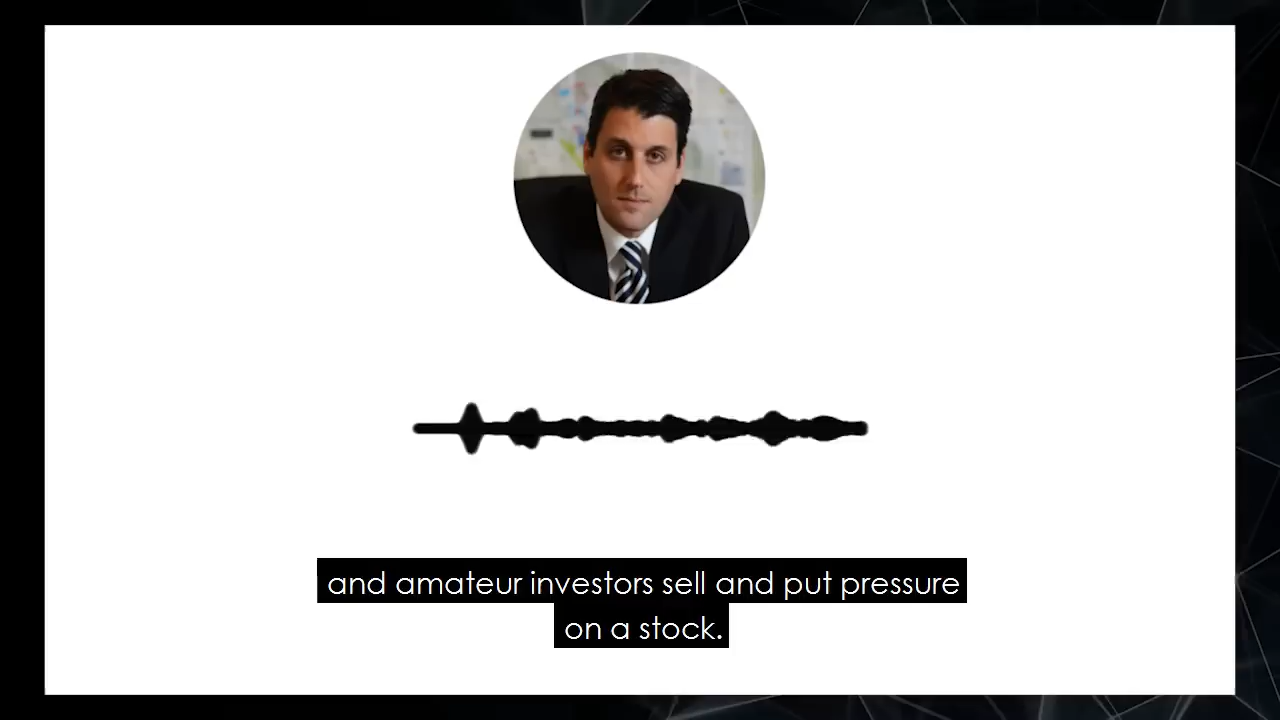 and amateur investors sell and put pressure
on a stock.